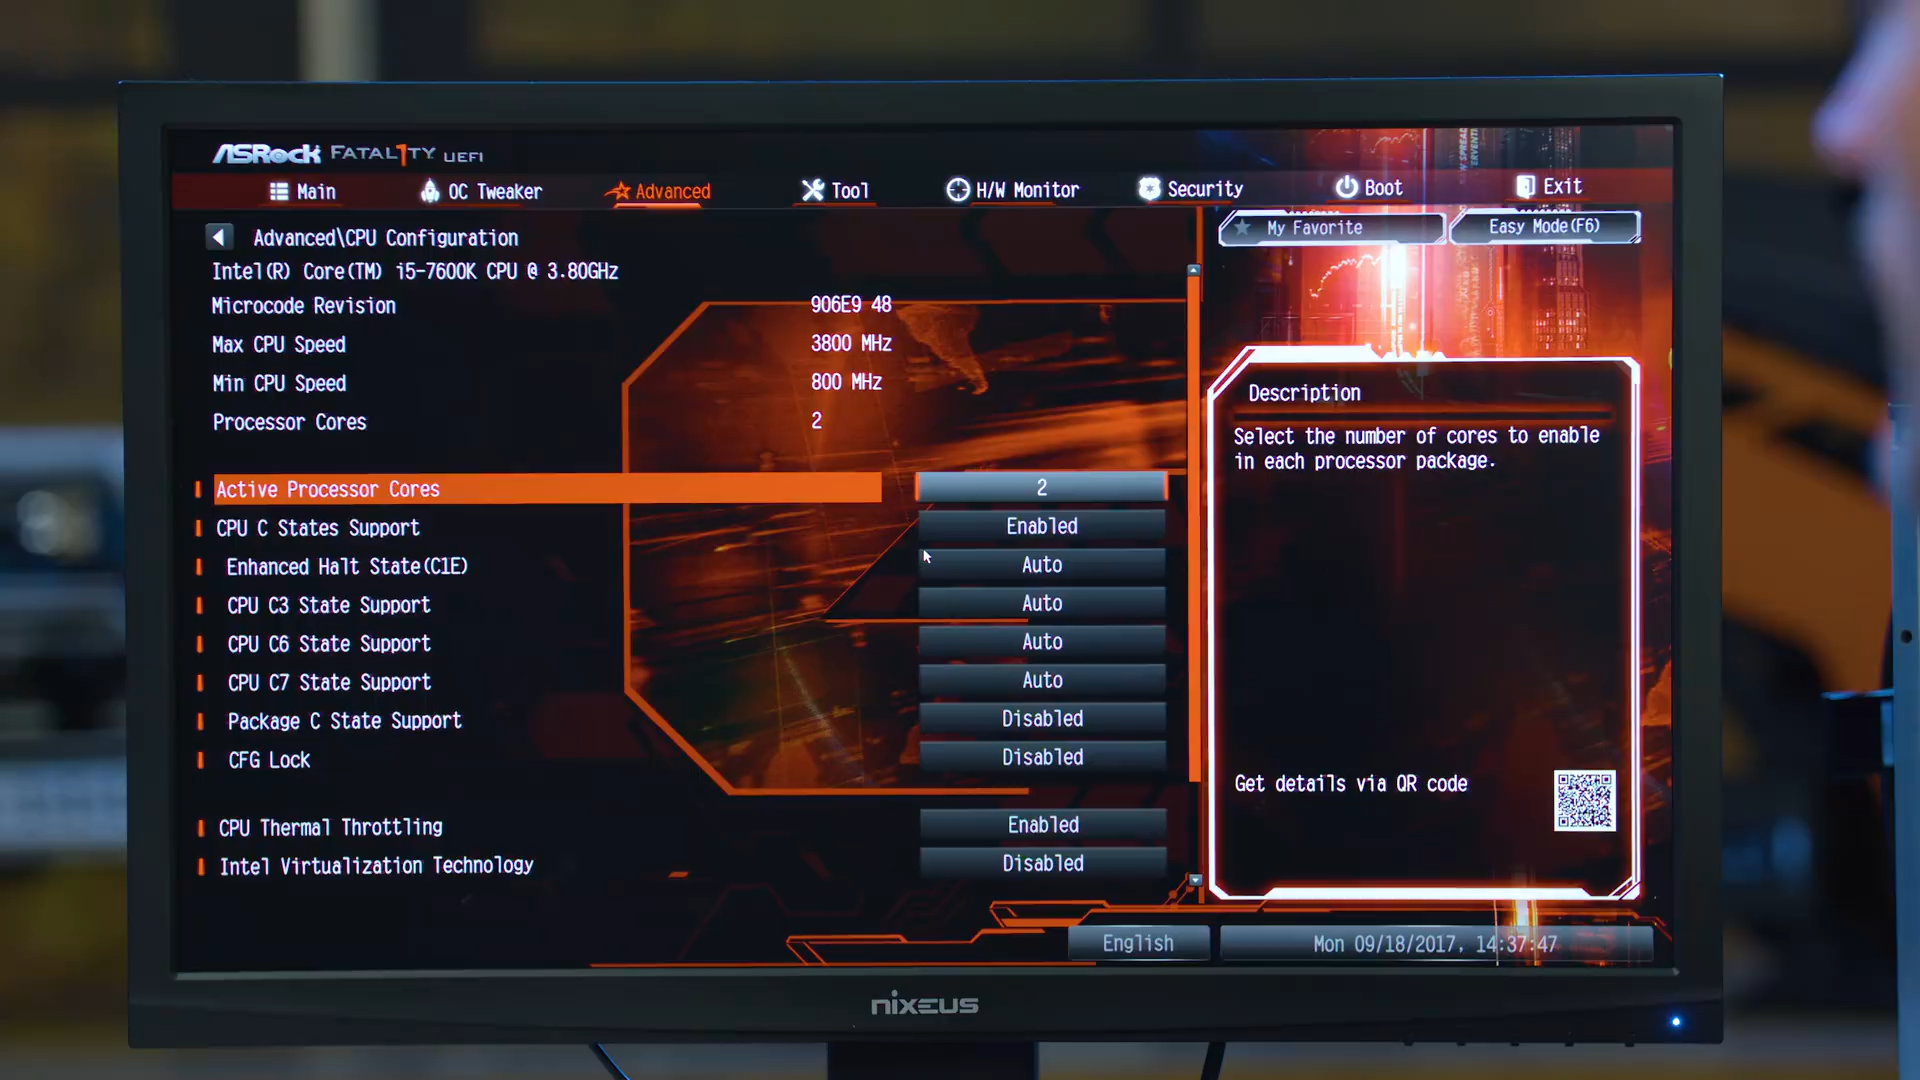 ASRock FATAL1TY UEFI
Main OC Tweaker Advanced Tool H/W Monitor Security Boot Exit
Advanced\CPU Configuration
My Favorite Easy Mode(F6)
Intel(R) Core(TM) i5-7600K CPU @ 3.80GHz
Microcode Revision 906E9 48
Max CPU Speed 3800 MHz
Min CPU Speed 800 MHz
Processor Cores 2
Active Processor Cores 2
CPU C States Support Enabled
Enhanced Halt State(C1E) Auto
CPU C3 State Support Auto
CPU C6 State Support Auto
CPU C7 State Support Auto
Package C State Support Disabled
CFG Lock Disabled
CPU Thermal Throttling Enabled
Intel Virtualization Technology Disabled
Description
Select the number of cores to enable
in each processor package.
Get details via QR code
English Mon 09/18/2017, 14:37:47
nixeus